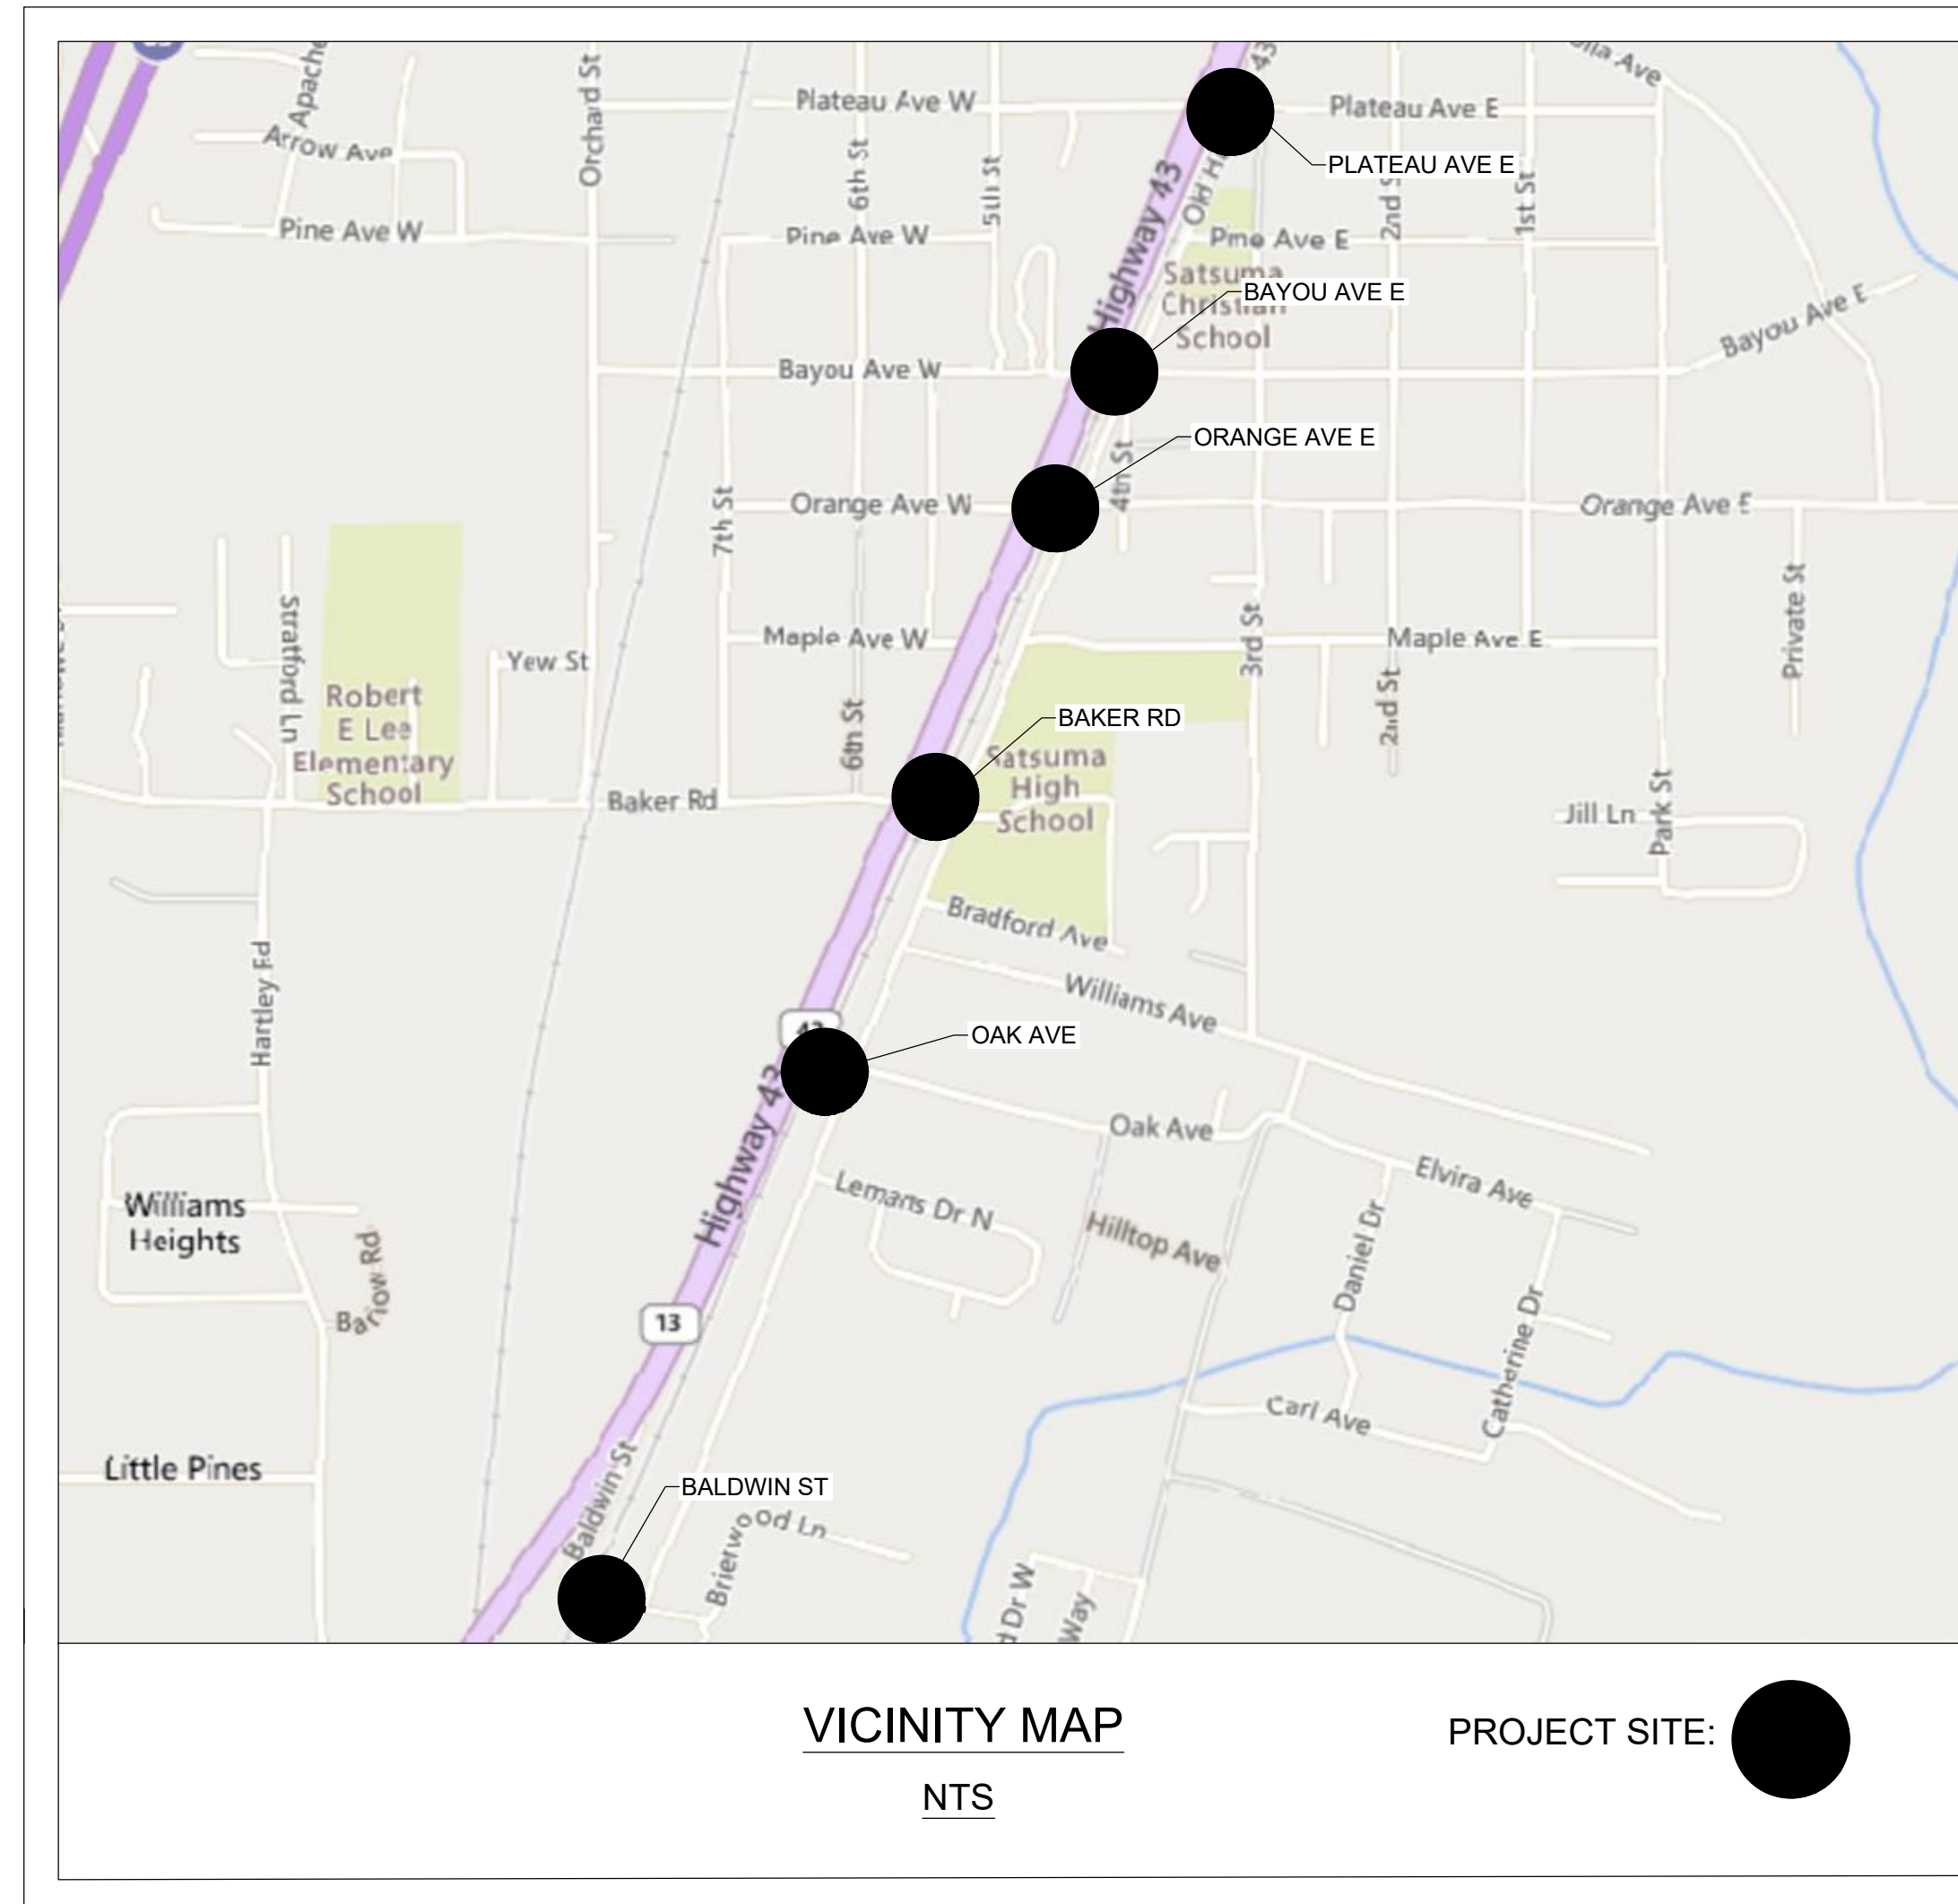 Apache
Orchard St
Plateau Ave W
43
Plateau Ave E
Arrow Ave
6th St
5th St
PLATEAU AVE E
Highway 43
2nd S
1st St
Pine Ave W
Pine Ave W
Pine Ave E
Satsuma
Christian
School
BAYOU AVE E
Bayou Ave E
Bayou Ave W
ORANGE AVE E
4th St
7th St
Orange Ave W
Orange Ave E
Stratford Ln
Private St
3rd St
Maple Ave W
Maple Ave E
Yew St
Robert
E Lee
Elementary
School
6th St
2nd St
BAKER RD
Satsuma
High
School
Baker Rd
Jill Ln
Park St
Bradford Ave
Hartley Rd
Williams Ave
OAK AVE
Highway 43
Oak Ave
Elvira Ave
Lemans Dr N
Hilltop Ave
Daniel Dr
Williams
Heights
Barlow Rd
13
Catherine Dr
Carl Ave
Little Pines
Baldwin St
BALDWIN ST
Brierwood Ln
d Dr W
Way
VICINITY MAP
NTS
PROJECT SITE: